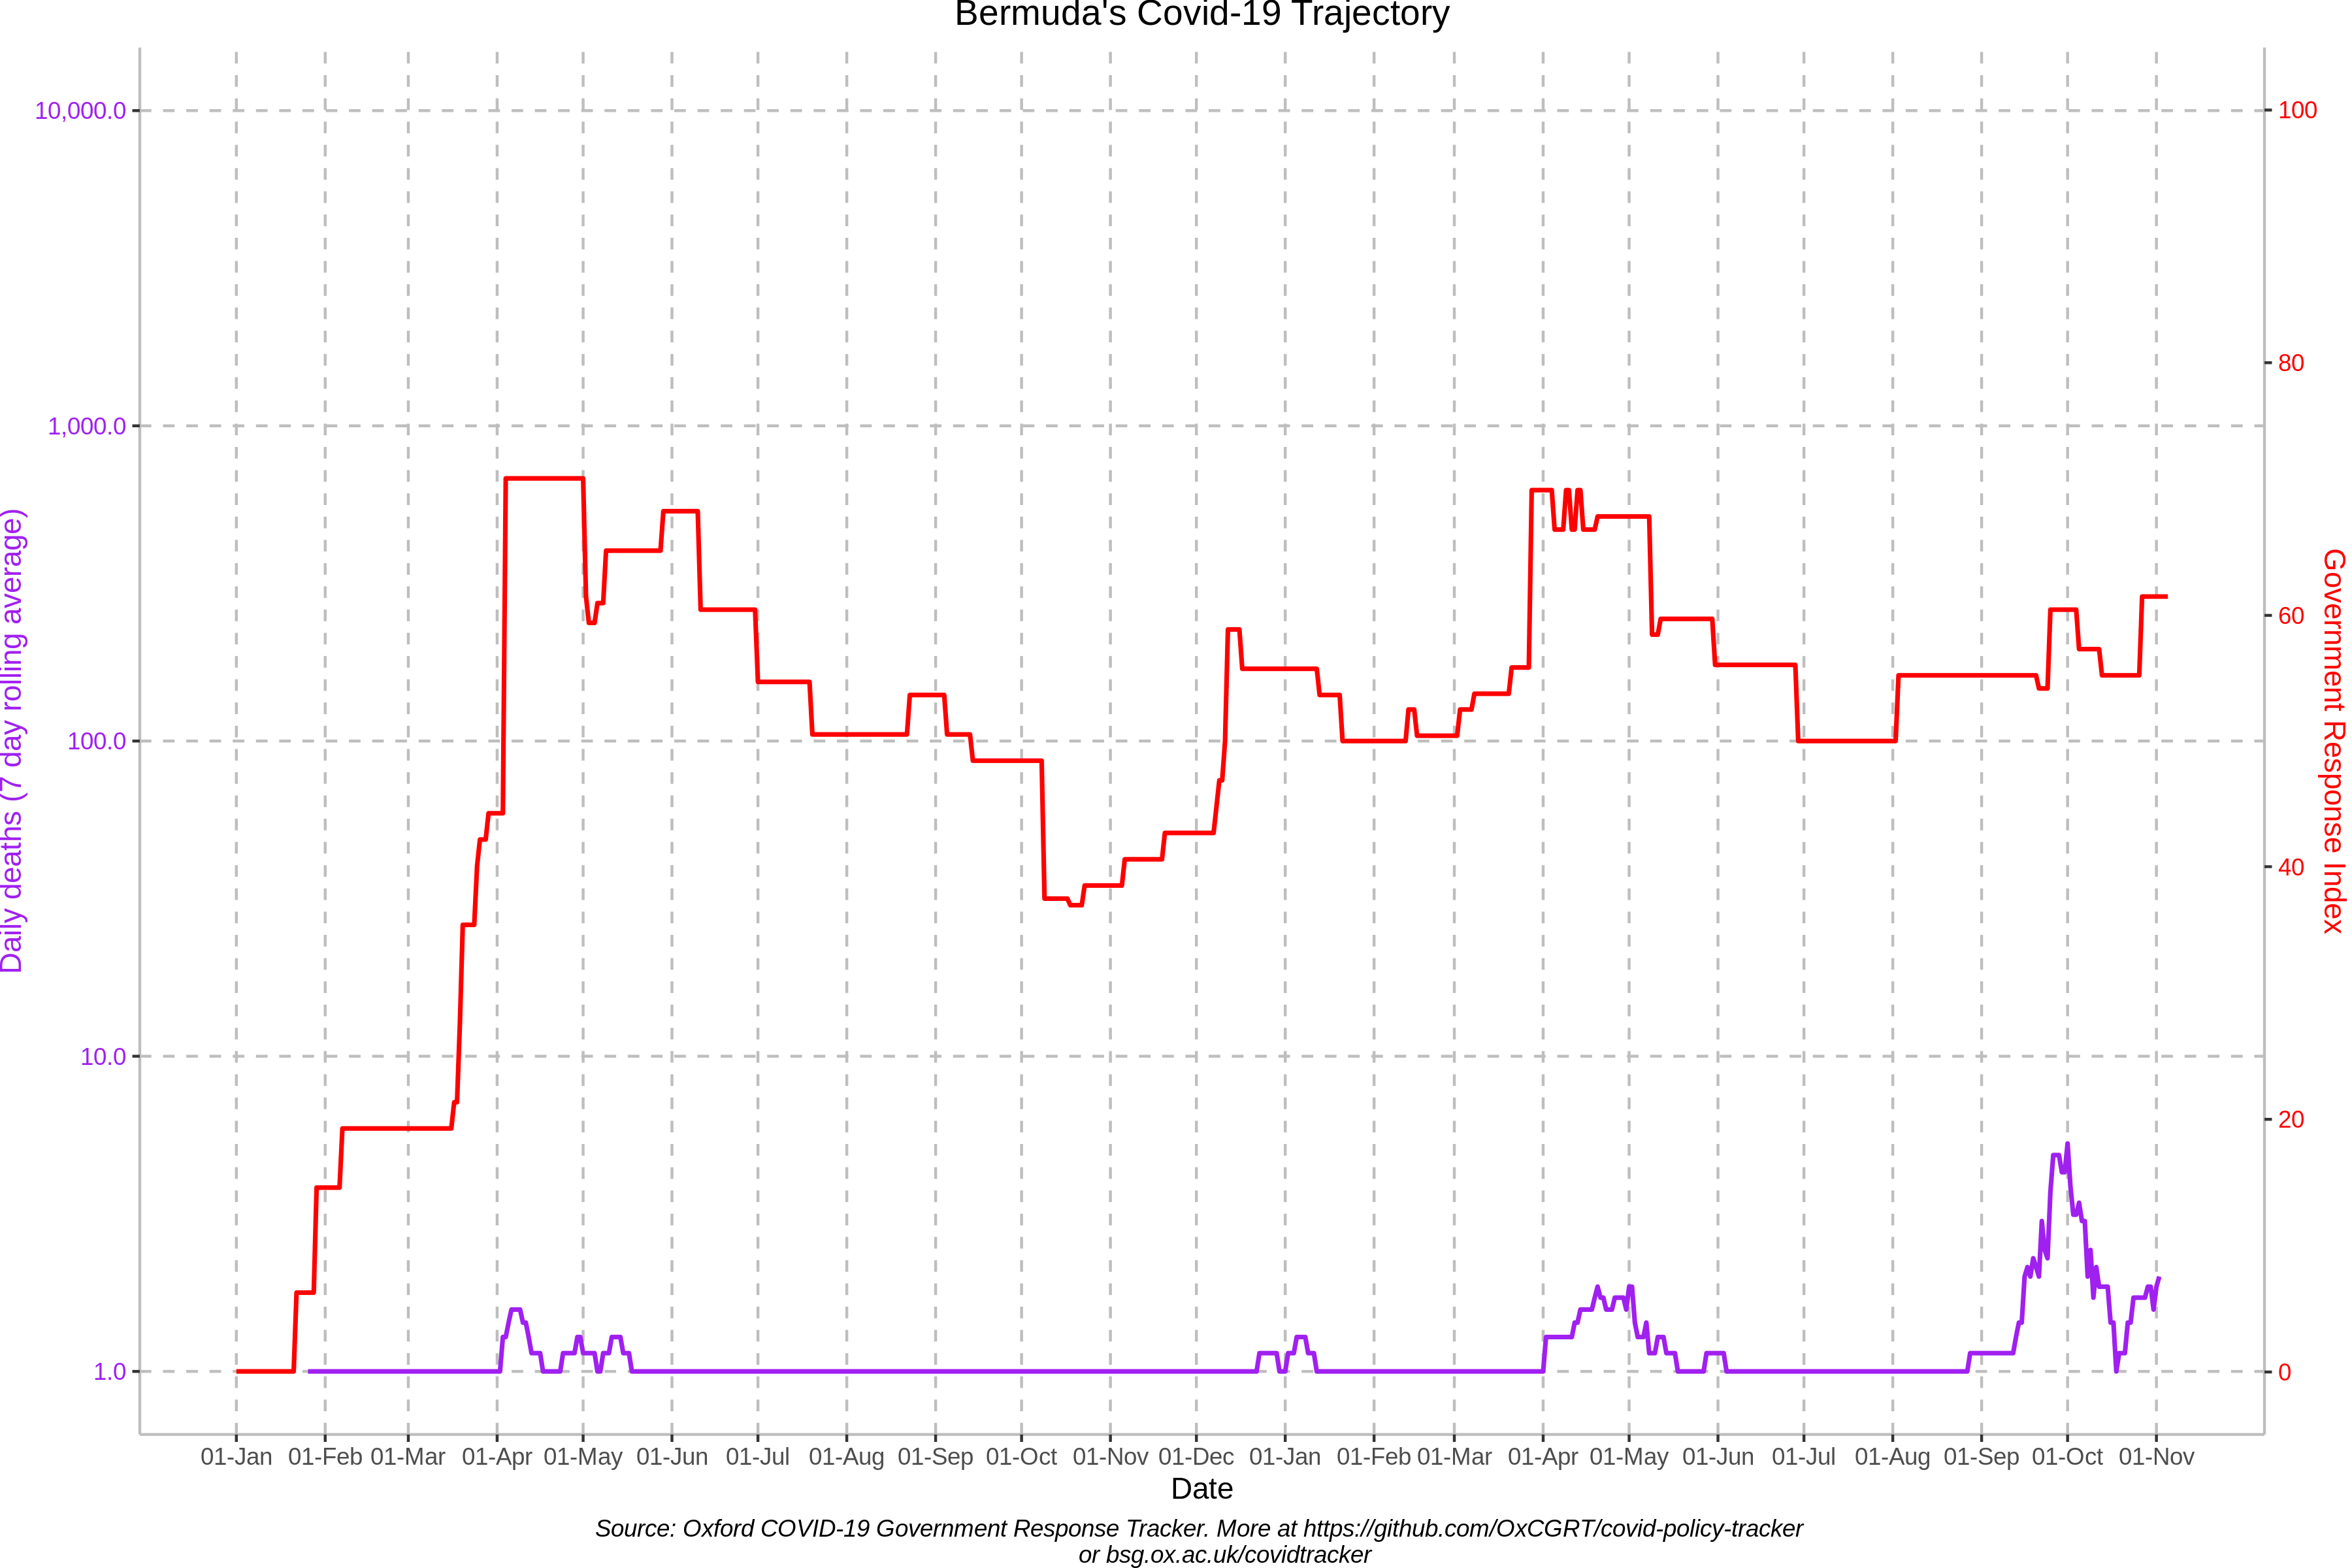 Bermuda's Covid-19 Trajectory
Daily deaths (7 day rolling average)
10,000.0
1,000.0
100.0
10.0
1.0
100
80
60
40
20
0
Government Response Index
01-Jan 01-Feb 01-Mar 01-Apr 01-May 01-Jun 01-Jul 01-Aug 01-Sep 01-Oct 01-Nov 01-Dec 01-Jan 01-Feb 01-Mar 01-Apr 01-May 01-Jun 01-Jul 01-Aug 01-Sep 01-Oct 01-Nov
Date
Source: Oxford COVID-19 Government Response Tracker. More at https://github.com/OxCGRT/covid-policy-tracker
or bsg.ox.ac.uk/covidtracker